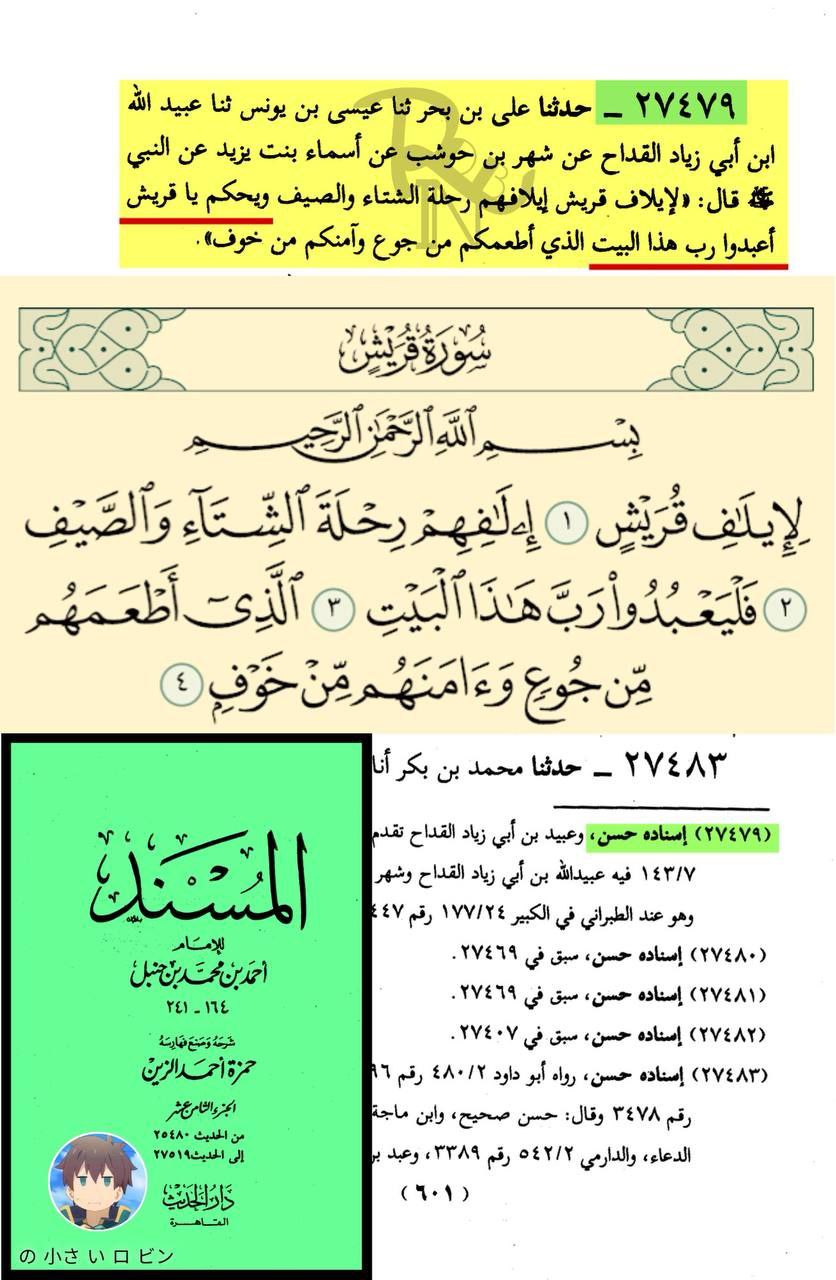 ٢٧٤٧٩ ــ حدثنا على بن بحر ثنا عيسى بن يونس ثنا عبيد الله
ابن أبي زياد القداح عن شهر بن حوشب عن أسماء بنت يزيد عن النبي
ﷺ قال: «لإيلاف قريش إيلافهم رحلة الشتاء والصيف ويحكم يا قريش
أعبدوا رب هذا البيت الذي أطعمكم من جوع وآمنكم من خوف».
سُورَةُ قُرَيْشٍ
بِسْمِ ٱللَّهِ ٱلرَّحْمَٰنِ ٱلرَّحِيمِ
لِإِيلَٰفِ قُرَيْشٍ ١ إِۦلَٰفِهِمْ رِحْلَةَ ٱلشِّتَآءِ وَٱلصَّيْفِ
٢ فَلْيَعْبُدُوا۟ رَبَّ هَٰذَا ٱلْبَيْتِ ٣ ٱلَّذِىٓ أَطْعَمَهُم
مِّن جُوعٍ وَءَامَنَهُم مِّنْ خَوْفٍۭ ٤
٢٧٤٨٣ ــ حدثنا محمد بن بكر أنا
(٢٧٤٧٩) إسناده حسن، وعبيد بن أبي زياد القداح تقدم
١٤٣/٧ فيه عبيدالله بن أبي زياد القداح وشهر
وهو عند الطبراني في الكبير ١٧٧/٢٤ رقم ٤٤٧
(٢٧٤٨٠) إسناده حسن، سبق في ٢٧٤٦٩.
(٢٧٤٨١) إسناده حسن، سبق في ٢٧٤٦٩.
(٢٧٤٨٢) إسناده حسن، سبق في ٢٧٤٠٧.
(٢٧٤٨٣) إسناده حسن، رواه أبو داود ٤٨٠/٢ رقم ٩٦
رقم ٣٤٧٨ وقال: حسن صحيح، وابن ماجة
الدعاء، والدارمي ٥٤٢/٢ رقم ٣٣٨٩، وعبد بن
(٦٠١)
المُسْنَد
للإمام
أحمد بن محمد بن حنبل
١٦٤ - ٢٤١
شرحه وصنع فهارسه
حمزة أحمد الزين
الجزء الثامن عشر
من الحديث ٢٥٤٨٠
إلى الحديث ٢٧٥١٩
دار الحديث
القاهرة
の 小さ い ロ ビン